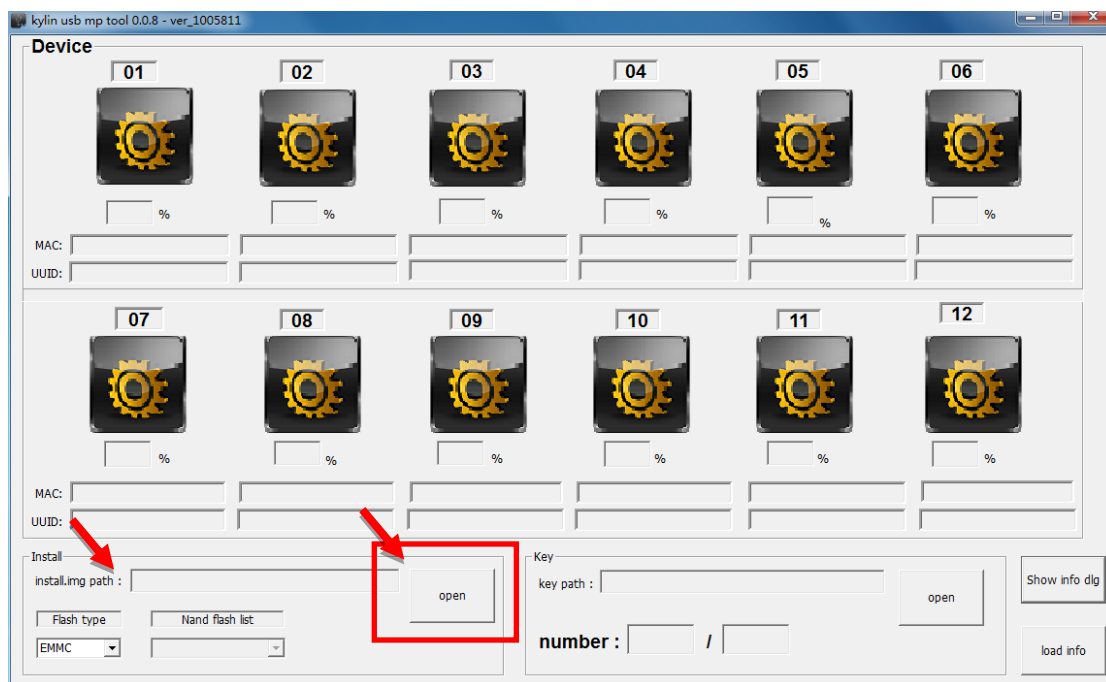 kylin usb mp tool 0.0.8 - ver_1005811
Device
01 02 03 04 05 06
% % % % % %
MAC:
UUID:
07 08 09 10 11 12
% % % % % %
MAC:
UUID:
Install
install.img path :
open
Flash type Nand flash list
EMMC
Key
key path :
open
number : /
Show info dlg
load info